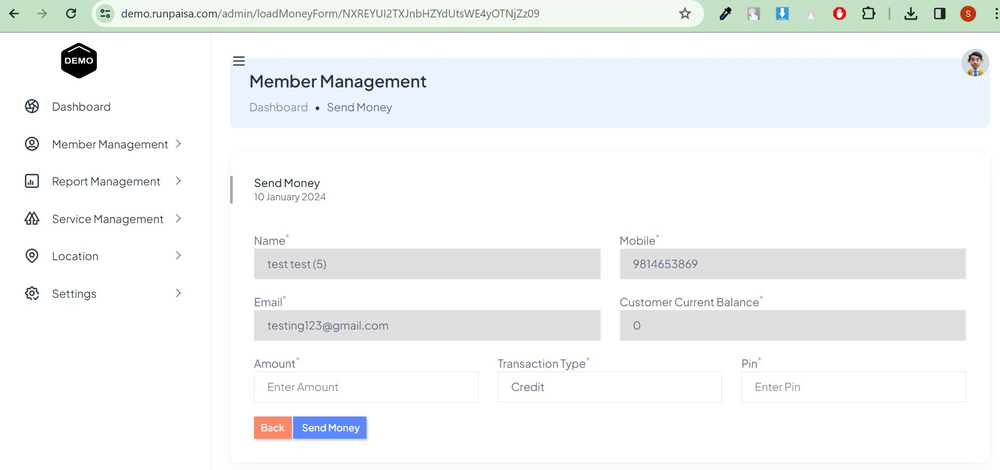 demo.runpaisa.com/admin/loadMoneyForm/NXREYUI2TXJnbHZYdUtsWE4yOTNjZz09
S
DEMO
Dashboard
Member Management
Report Management
Service Management
Location
Settings
Member Management
Dashboard • Send Money
Send Money
10 January 2024
Name* Mobile*
test test (5) 9814653869
Email* Customer Current Balance*
testing123@gmail.com 0
Amount* Transaction Type* Pin*
Enter Amount Credit Enter Pin
Back Send Money